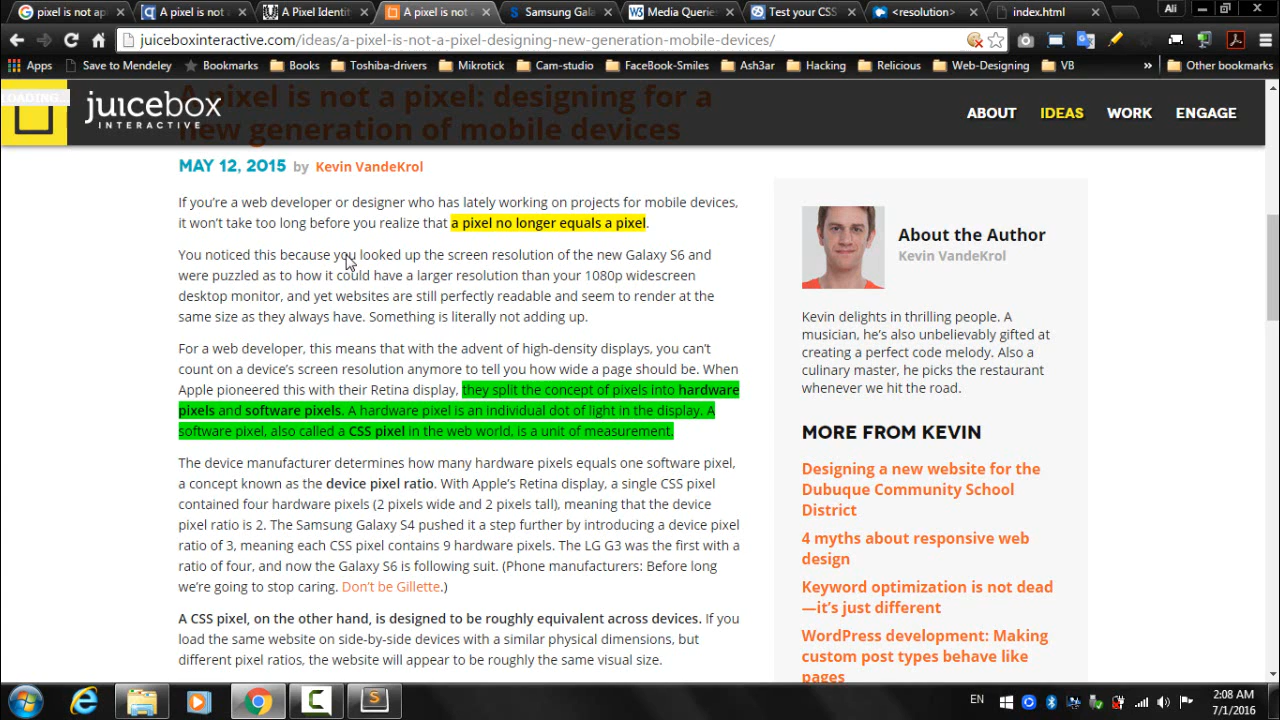 pixel is not ap
A pixel is not a
A Pixel Identit
A pixel is not a
Samsung Gala
Media Querie
Test your CSS
<resolution>
index.html
Ali
juiceboxinteractive.com/ideas/a-pixel-is-not-a-pixel-designing-new-generation-mobile-devices/
Apps
Save to Mendeley
Bookmarks
Books
Toshiba-drivers
Mikrotic
Cam-studio
FaceBook-Smiles
Ash3ar
Hacking
Relicious
Web-Designing
VB
»
Other bookmarks
LOADING...
juicebox
INTERACTIVE
A pixel is not a pixel: designing for a
new generation of mobile devices
ABOUT
IDEAS
WORK
ENGAGE
MAY 12, 2015 by Kevin VandeKrol
If you’re a web developer or designer who has lately working on projects for mobile devices,
it won’t take too long before you realize that a pixel no longer equals a pixel.
You noticed this because you looked up the screen resolution of the new Galaxy S6 and
were puzzled as to how it could have a larger resolution than your 1080p widescreen
desktop monitor, and yet websites are still perfectly readable and seem to render at the
same size as they always have. Something is literally not adding up.
For a web developer, this means that with the advent of high-density displays, you can’t
count on a device’s screen resolution anymore to tell you how wide a page should be. When
Apple pioneered this with their Retina display, they split the concept of pixels into hardware
pixels and software pixels. A hardware pixel is an individual dot of light in the display. A
software pixel, also called a CSS pixel in the web world, is a unit of measurement.
The device manufacturer determines how many hardware pixels equals one software pixel,
a concept known as the device pixel ratio. With Apple’s Retina display, a single CSS pixel
contained four hardware pixels (2 pixels wide and 2 pixels tall), meaning that the device
pixel ratio is 2. The Samsung Galaxy S4 pushed it a step further by introducing a device pixel
ratio of 3, meaning each CSS pixel contains 9 hardware pixels. The LG G3 was the first with a
ratio of four, and now the Galaxy S6 is following suit. (Phone manufacturers: Before long
we’re going to stop caring. Don’t be Gillette.)
A CSS pixel, on the other hand, is designed to be roughly equivalent across devices. If you
load the same website on side-by-side devices with a similar physical dimensions, but
different pixel ratios, the website will appear to be roughly the same visual size.
About the Author
Kevin VandeKrol
Kevin delights in thrilling people. A
musician, he’s also unbelievably gifted at
creating a perfect code melody. Also a
culinary master, he picks the restaurant
whenever we hit the road.
MORE FROM KEVIN
Designing a new website for the
Dubuque Community School
District
4 myths about responsive web
design
Keyword optimization is not dead
—it’s just different
WordPress development: Making
custom post types behave like
pages
EN
2:08 AM
7/1/2016